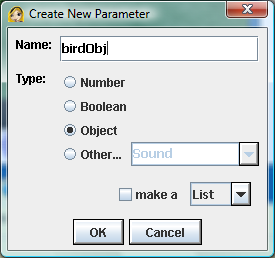 Create New Parameter
Name: birdObj
Type: Number
Boolean
Object
Other... Sound
make a List
OK Cancel